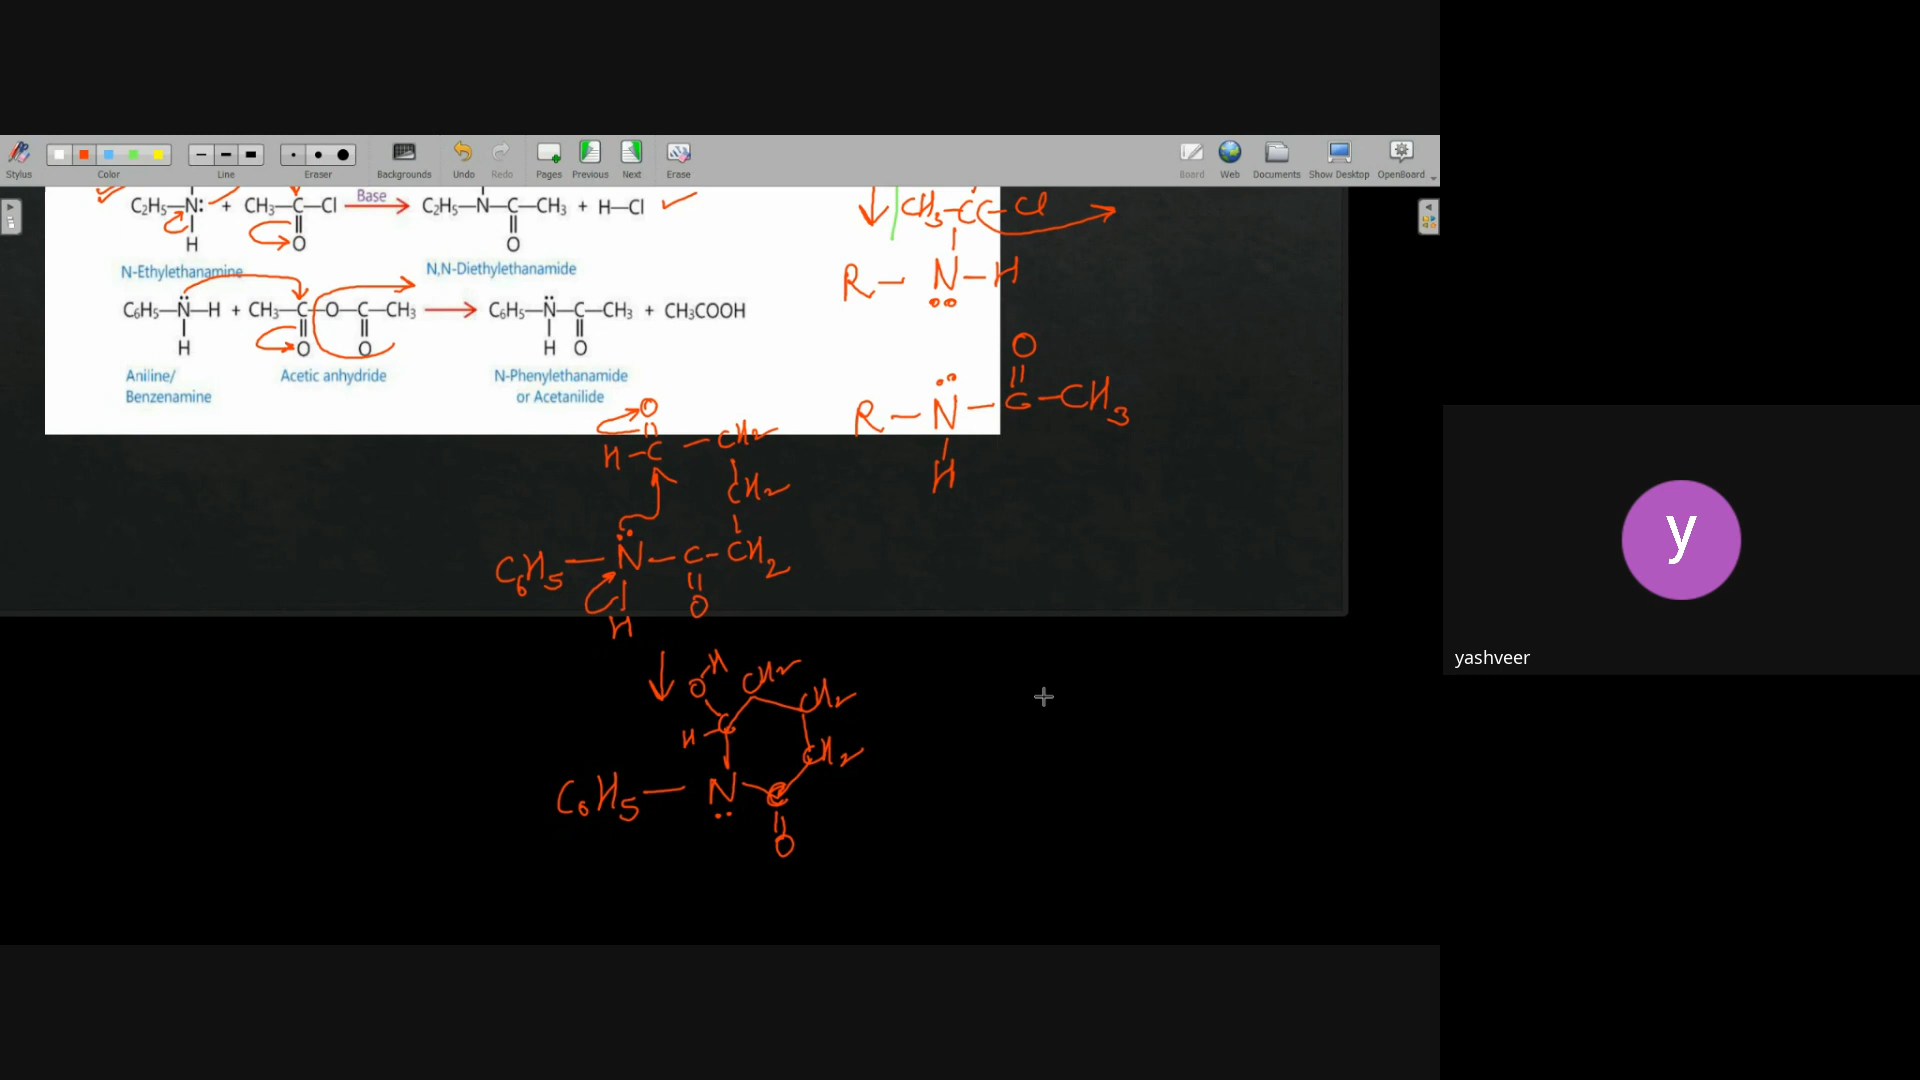 Stylus
Color
Line
Eraser
Backgrounds
Undo
Redo
Pages
Previous
Next
Erase
Board
Web
Documents
Show Desktop
OpenBoard
C₂H₅—N: + CH₃—C—Cl Base C₂H₅—N—C—CH₃ + H—Cl
H O O
N-Ethylethanamine N,N-Diethylethanamide
C₆H₅—N̈—H + CH₃—C—O—C—CH₃ C₆H₅—N̈—C—CH₃ + CH₃COOH
H O O H O
Aniline/ Acetic anhydride N-Phenylethanamide
Benzenamine or Acetanilide
CH₃—C—Cl
R—N—H
O
R—N—C—CH₃
H
O
H—C—CH₂
CH₂
C₆H₅—N—C—CH₂
H O
O H CH₂
H C CH₂
CH₂
C₆H₅—N C
O
y
yashveer